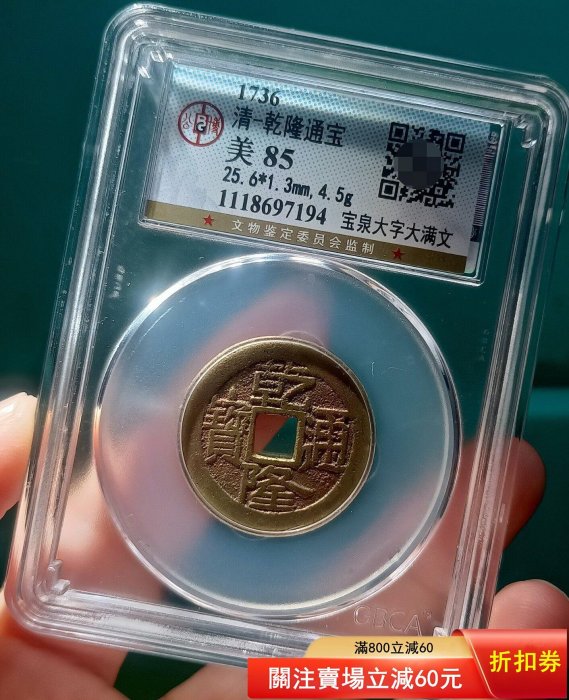 1736
清-乾隆通宝
美 85
25.6*1.3mm,4.5g
1118697194 宝泉大字大满文
★ 文物鉴定委员会监制 ★
乾隆通寶
GBCA
滿800立減60
關注賣場立減60元
折扣券